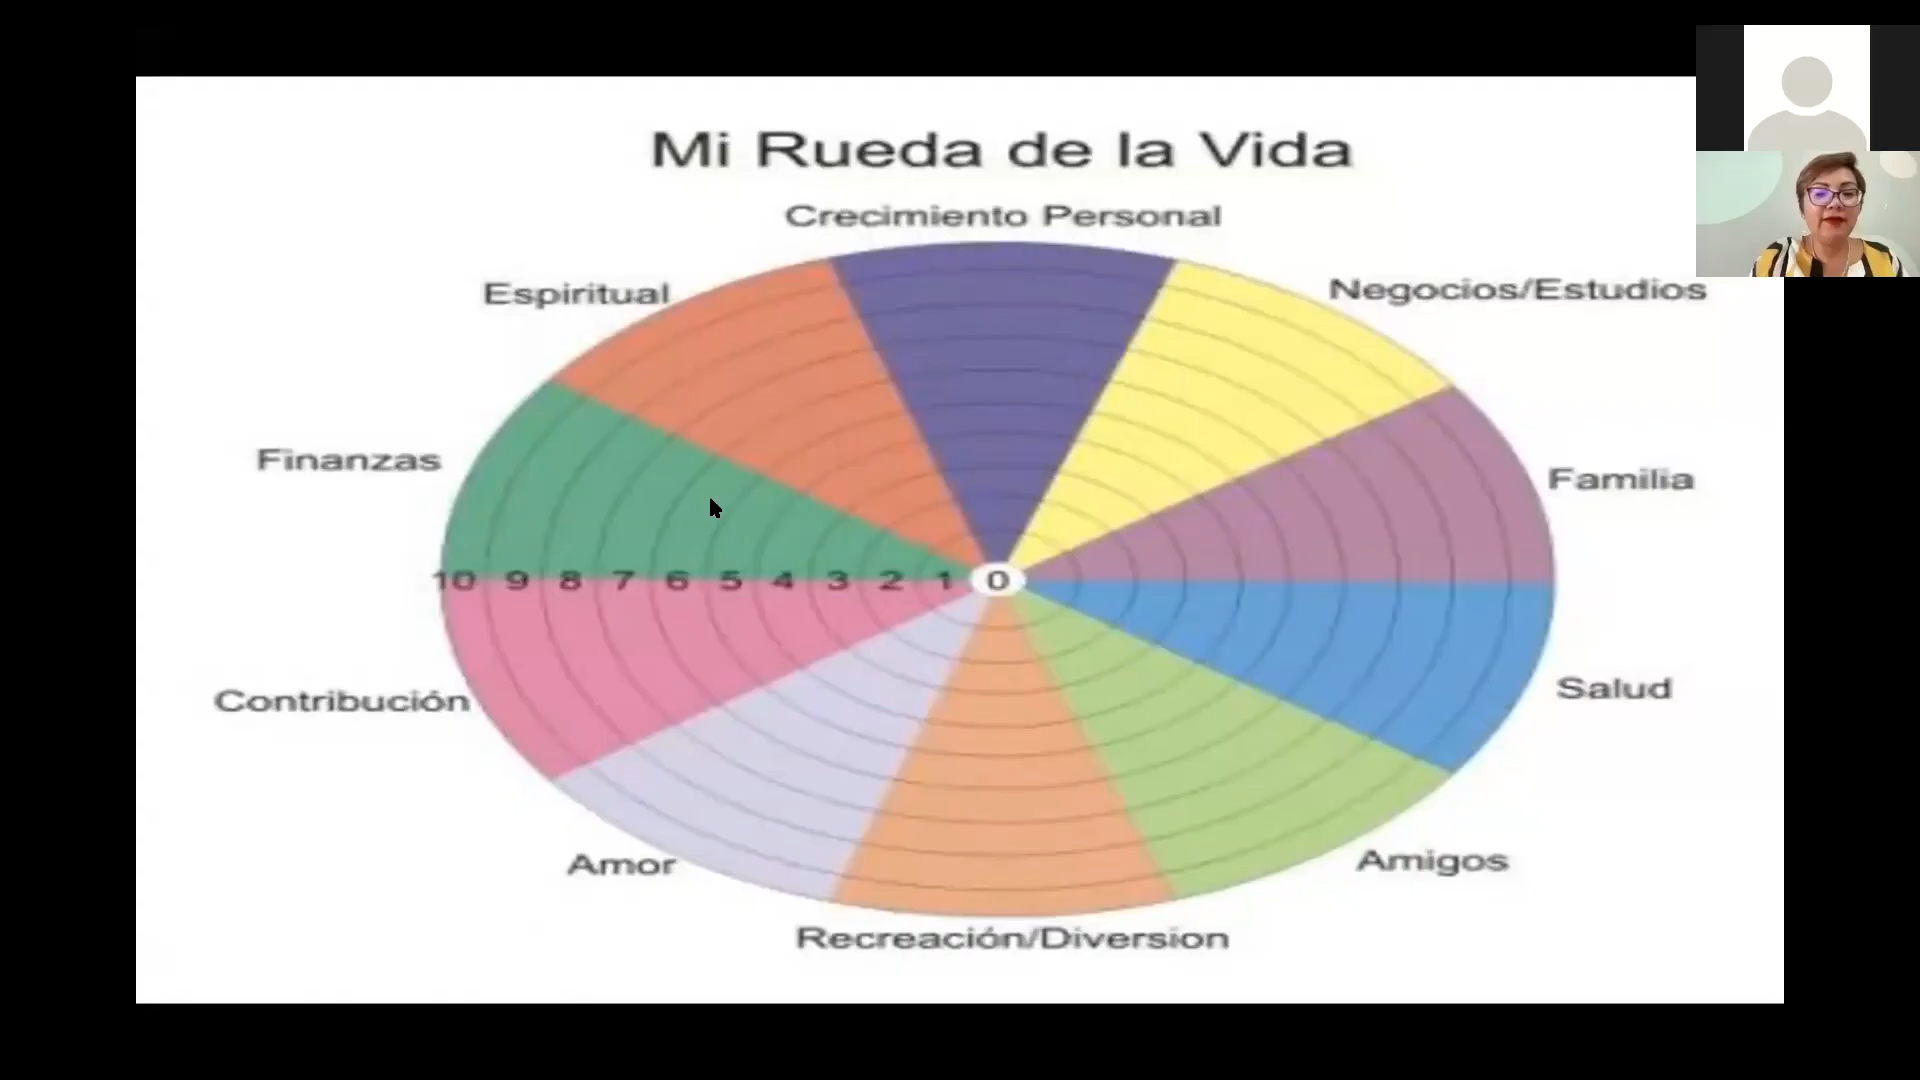 Mi Rueda de la Vida
Crecimiento Personal
Espiritual
Negocios/Estudios
Finanzas
Familia
10 9 8 7 6 5 4 3 2 1 0
Contribución
Salud
Amor
Amigos
Recreación/Diversion